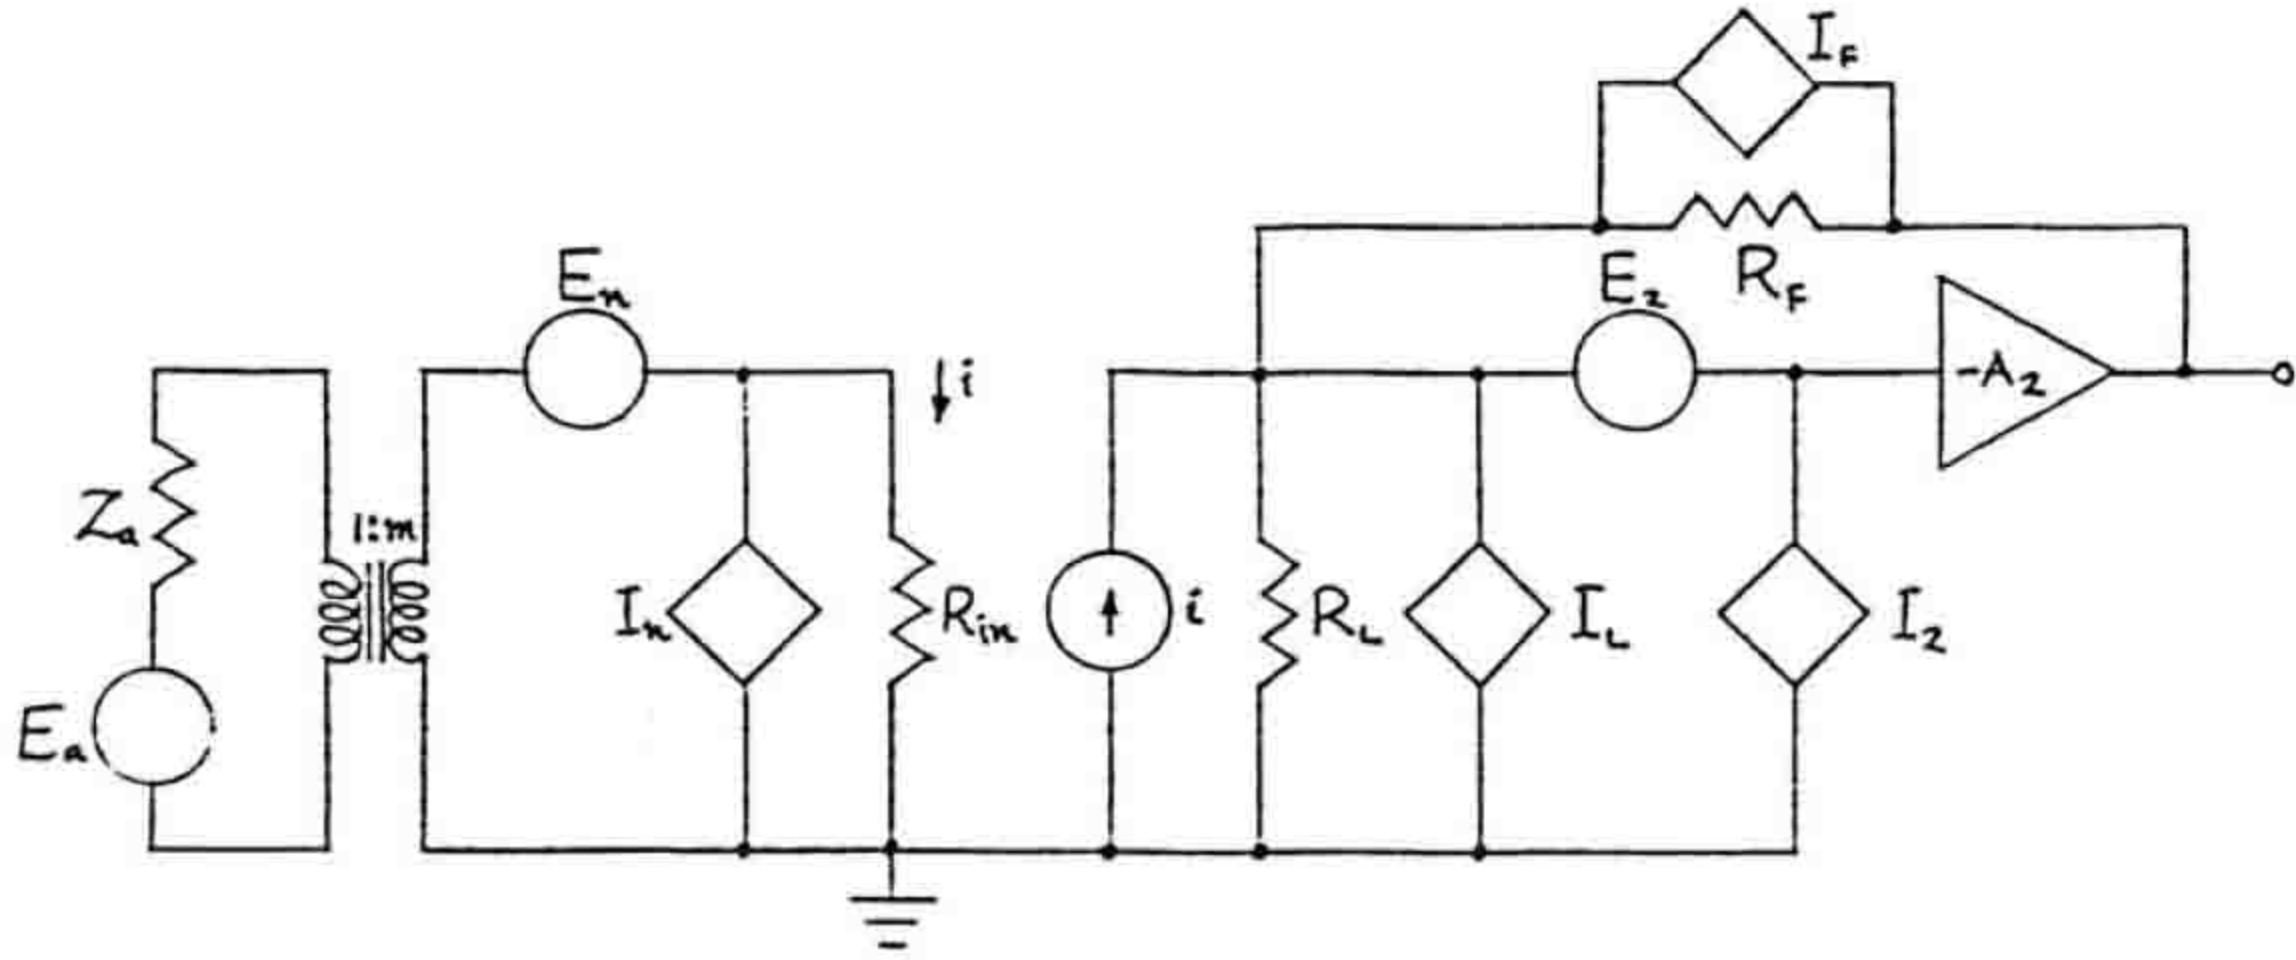 I_F
E_n
E_2
R_F
i
-A_2
Z_a
1:m
I_n
R_in
i
R_L
I_L
I_2
E_a